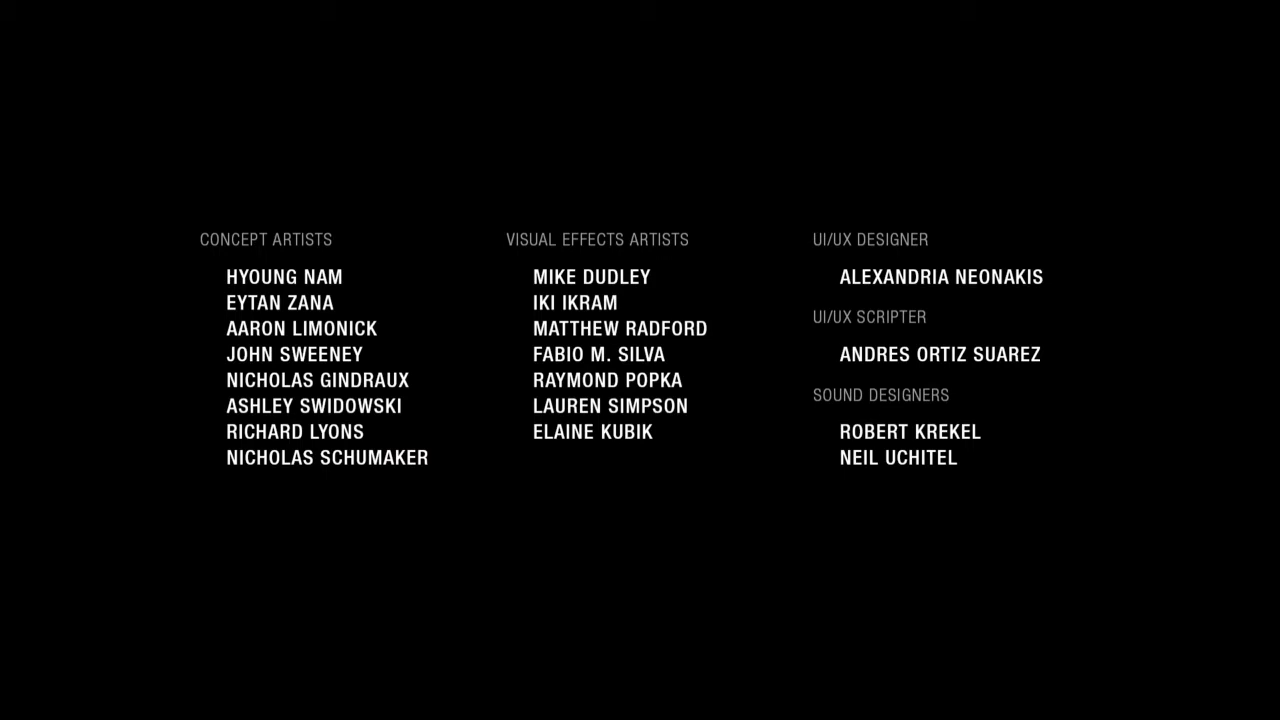 CONCEPT ARTISTS
HYOUNG NAM
EYTAN ZANA
AARON LIMONICK
JOHN SWEENEY
NICHOLAS GINDRAUX
ASHLEY SWIDOWSKI
RICHARD LYONS
NICHOLAS SCHUMAKER
VISUAL EFFECTS ARTISTS
MIKE DUDLEY
IKI IKRAM
MATTHEW RADFORD
FABIO M. SILVA
RAYMOND POPKA
LAUREN SIMPSON
ELAINE KUBIK
UI/UX DESIGNER
ALEXANDRIA NEONAKIS
UI/UX SCRIPTER
ANDRES ORTIZ SUAREZ
SOUND DESIGNERS
ROBERT KREKEL
NEIL UCHITEL